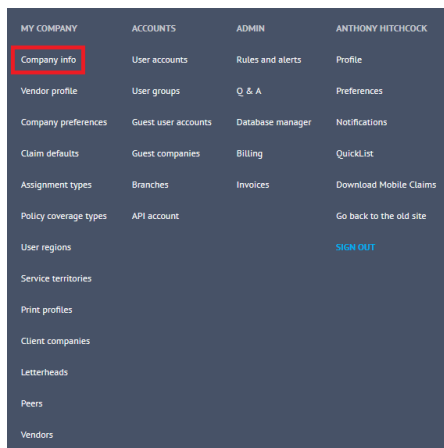 MY COMPANY
Company info
Vendor profile
Company preferences
Claim defaults
Assignment types
Policy coverage types
User regions
Service territories
Print profiles
Client companies
Letterheads
Peers
Vendors
ACCOUNTS
User accounts
User groups
Guest user accounts
Guest companies
Branches
API account
ADMIN
Rules and alerts
Q & A
Database manager
Billing
Invoices
ANTHONY HITCHCOCK
Profile
Preferences
Notifications
QuickList
Download Mobile Claims
Go back to the old site
SIGN OUT